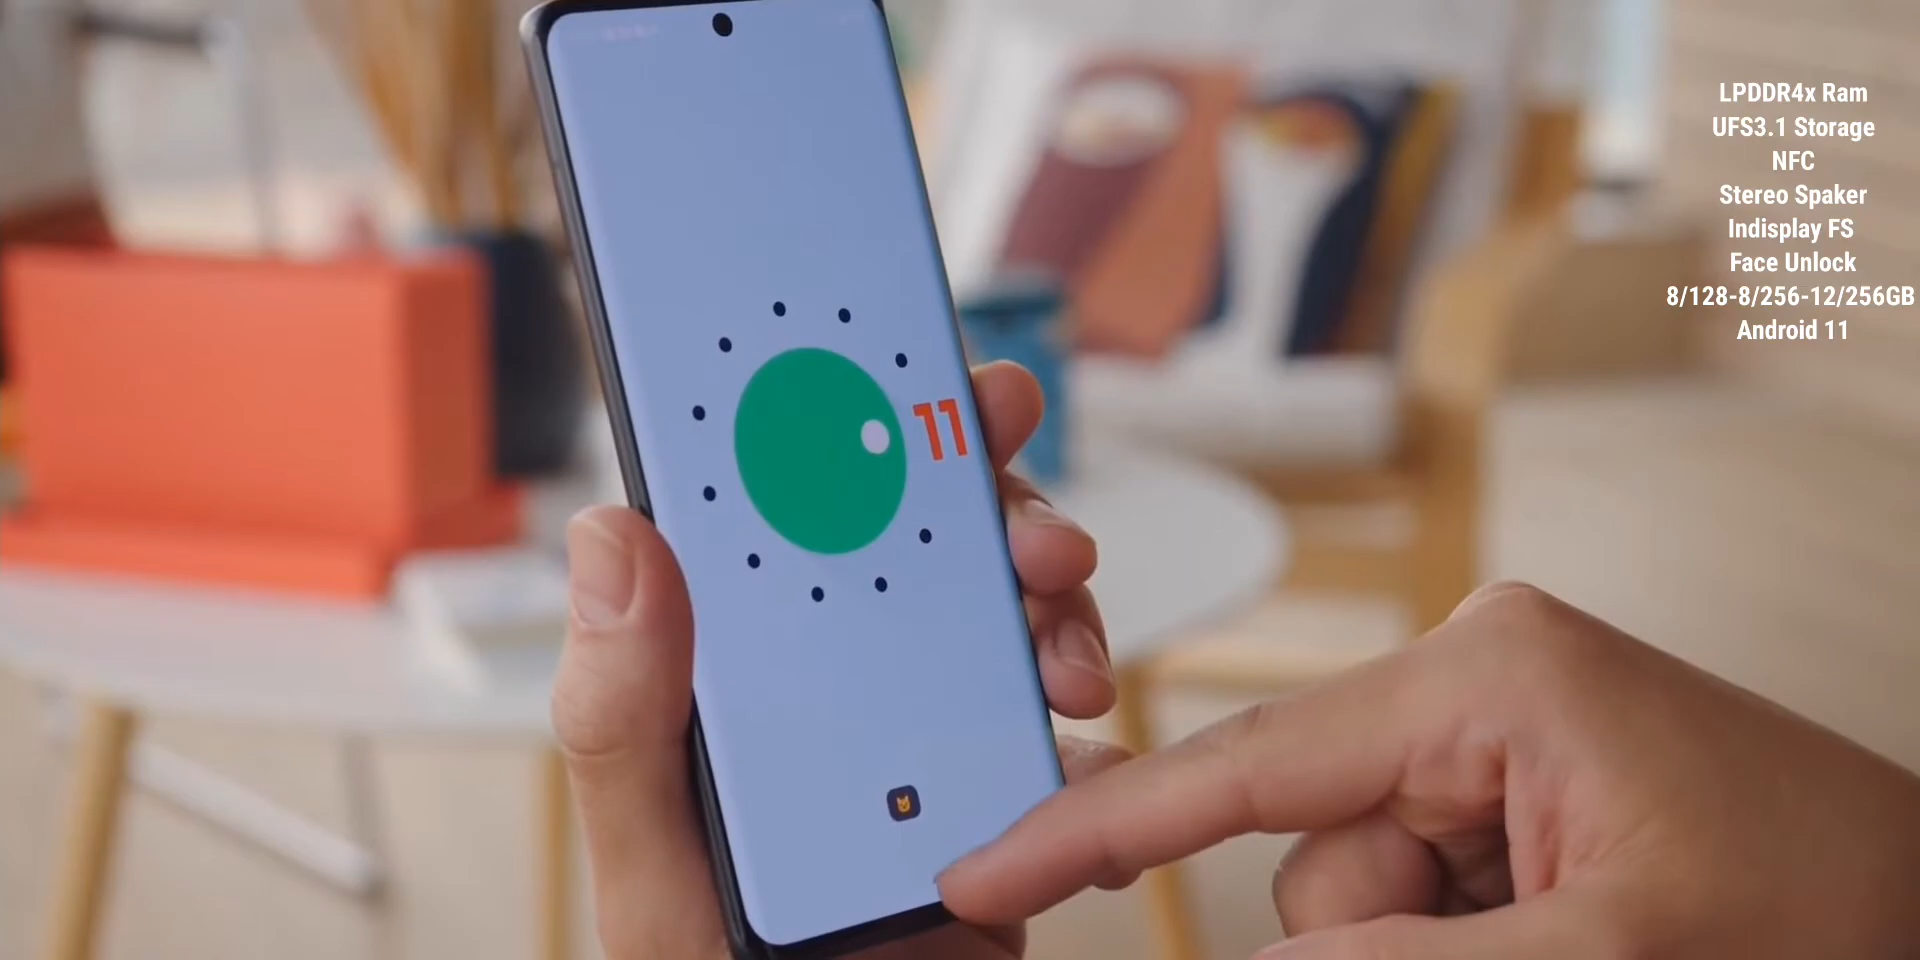 LPDDR4x Ram
UFS3.1 Storage
NFC
Stereo Spaker
Indisplay FS
Face Unlock
8/128-8/256-12/256GB
Android 11
11